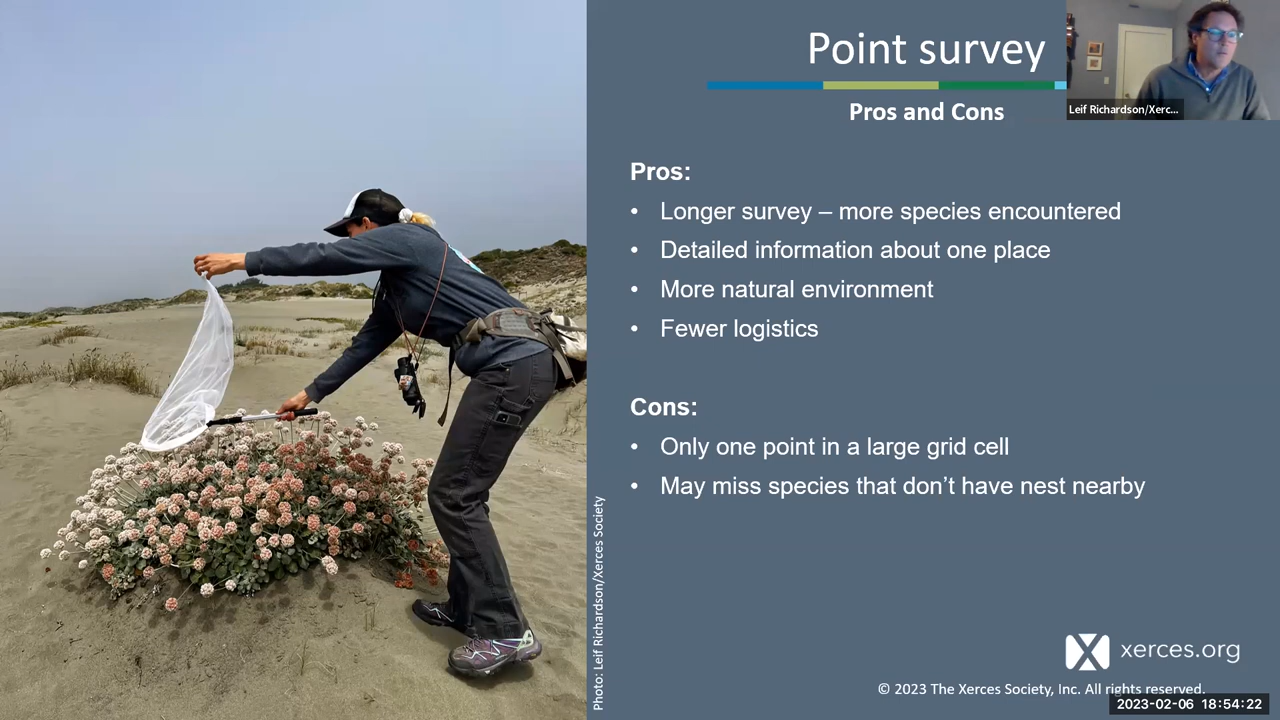 Point survey
Leif Richardson/Xerc...
Pros and Cons
Pros:
• Longer survey – more species encountered
• Detailed information about one place
• More natural environment
• Fewer logistics
Cons:
• Only one point in a large grid cell
• May miss species that don’t have nest nearby
Photo: Leif Richardson/Xerces Society
xerces.org
© 2023 The Xerces Society, Inc. All rights reserved.
2023-02-06 18:54:22